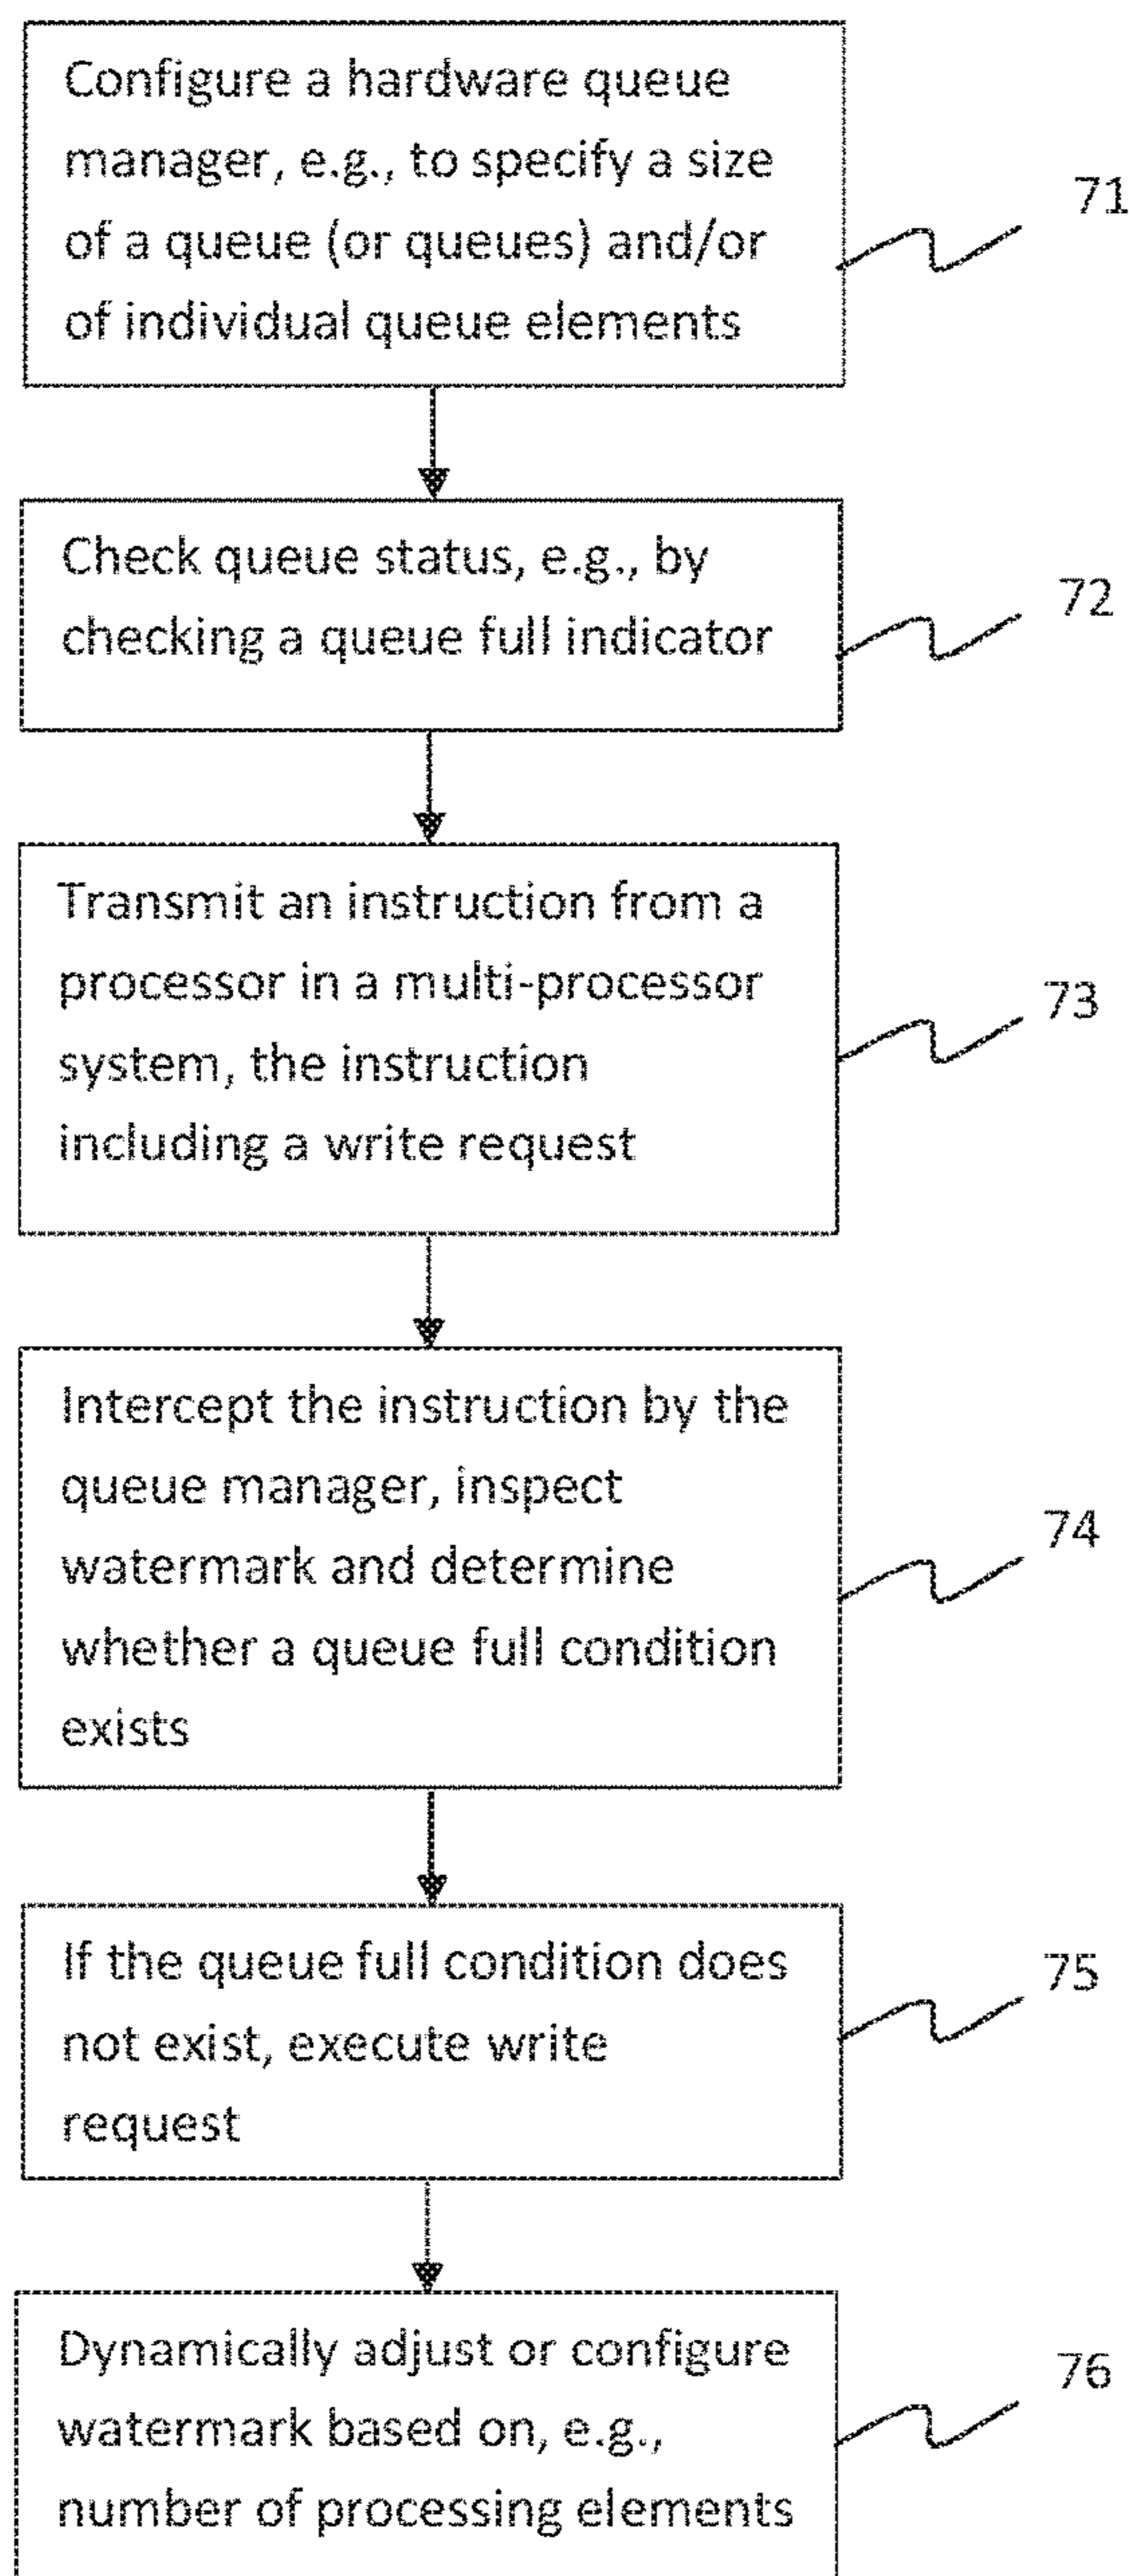 Configure a hardware queue
manager, e.g., to specify a size
of a queue (or queues) and/or
of individual queue elements
71
Check queue status, e.g., by
checking a queue full indicator
72
Transmit an instruction from a
processor in a multi-processor
system, the instruction
including a write request
73
Intercept the instruction by the
queue manager, inspect
watermark and determine
whether a queue full condition
exists
74
If the queue full condition does
not exist, execute write
request
75
Dynamically adjust or configure
watermark based on, e.g.,
number of processing elements
76